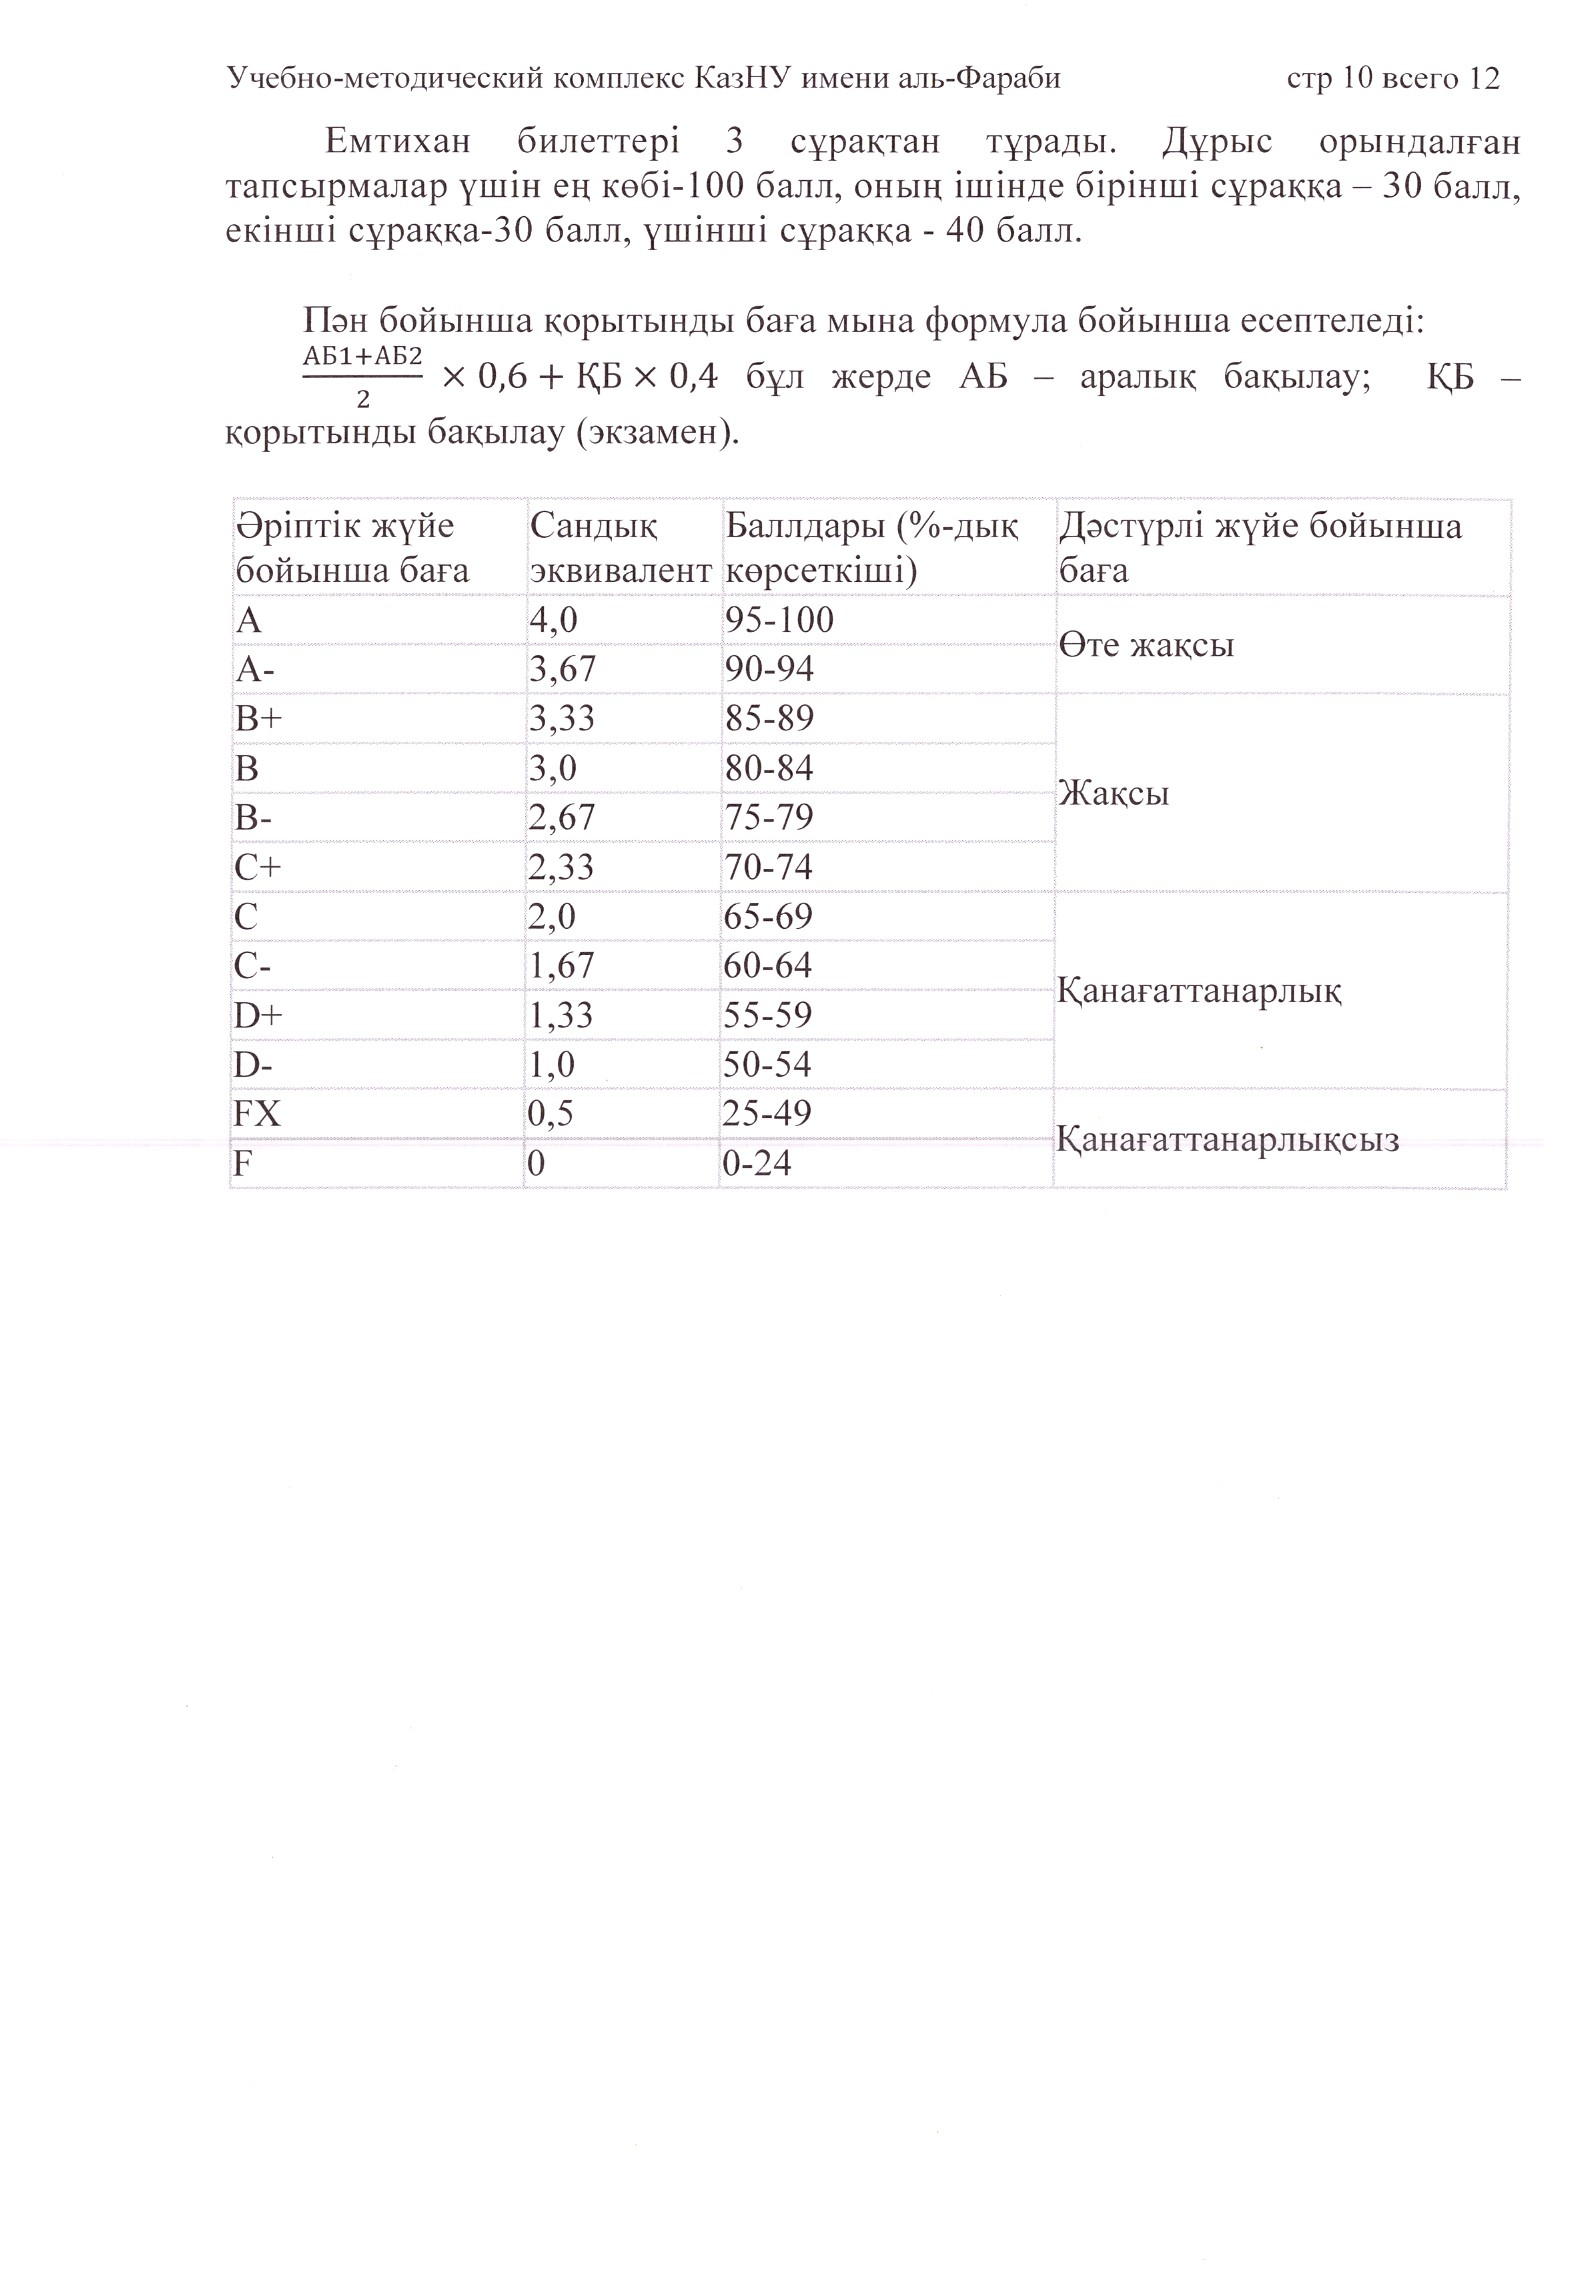 Учебно-методический комплекс КазНУ имени аль-Фараби стр 10 всего 12
Емтихан билеттері 3 сұрақтан тұрады. Дұрыс орындалған
тапсырмалар үшін ең көбі-100 балл, оның ішінде бірінші сұраққа – 30 балл,
екінші сұраққа-30 балл, үшінші сұраққа - 40 балл.
Пән бойынша қорытынды баға мына формула бойынша есептеледі:
АБ1+АБ2
2
× 0,6 + ҚБ × 0,4 бұл жерде АБ – аралық бақылау; ҚБ –
қорытынды бақылау (экзамен).
Әріптік жүйе
бойынша баға
Сандық
эквивалент
Баллдары (%-дық
көрсеткіші)
Дәстүрлі жүйе бойынша
баға
A 4,0 95-100
Өте жақсы
A- 3,67 90-94
B+ 3,33 85-89
B 3,0 80-84
Жақсы
B- 2,67 75-79
C+ 2,33 70-74
C 2,0 65-69
C- 1,67 60-64
Қанағаттанарлық
D+ 1,33 55-59
D- 1,0 50-54
FX 0,5 25-49
Қанағаттанарлықсыз
F 0 0-24